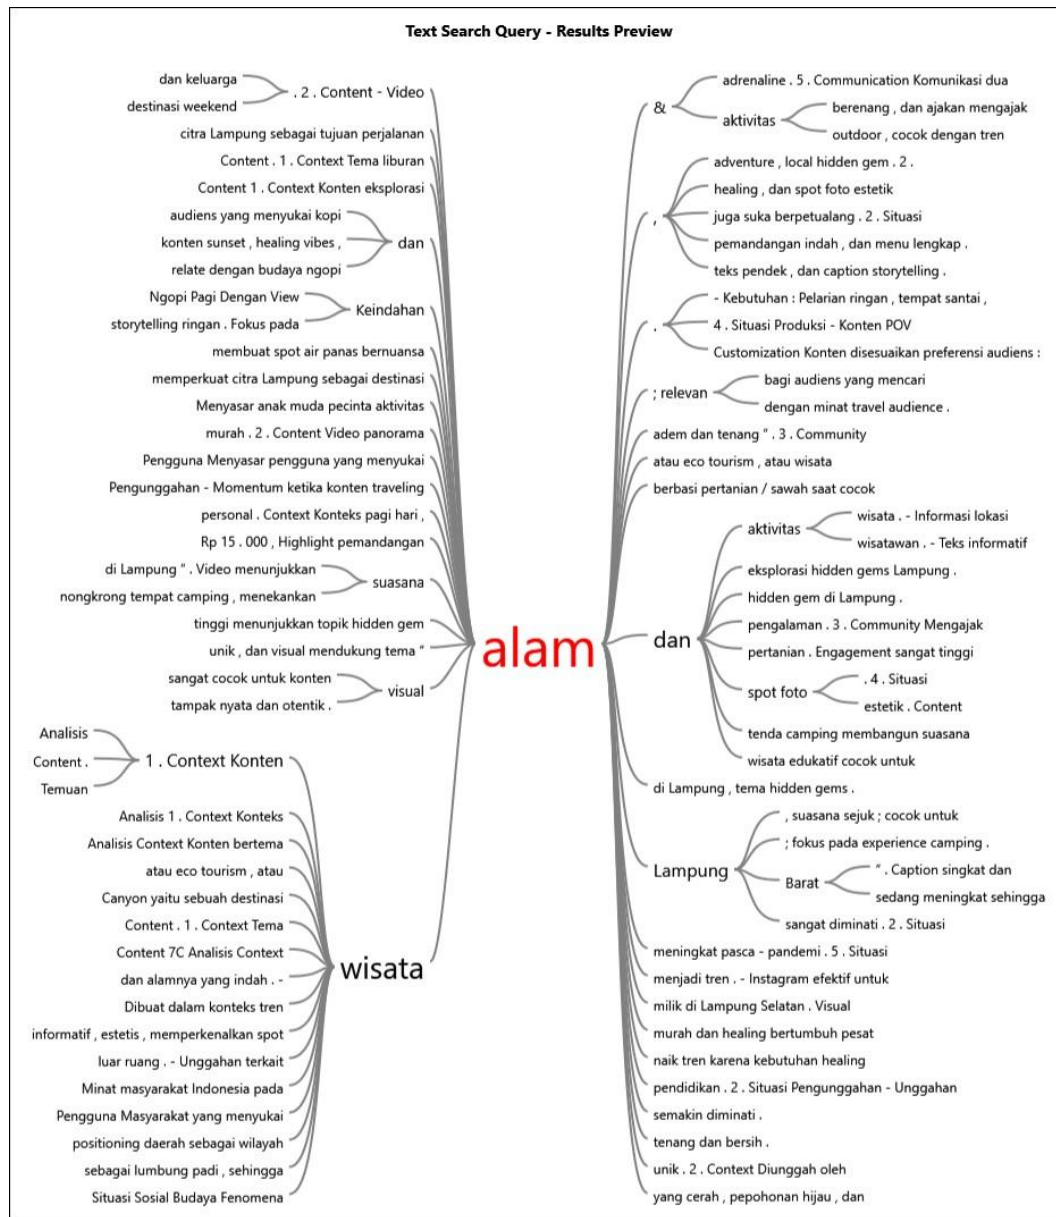 Text Search Query - Results Preview
dan keluarga
destinasi weekend
. 2 . Content - Video
citra Lampung sebagai tujuan perjalanan
Content . 1 . Context Tema liburan
Content 1 . Context Konten eksplorasi
audiens yang menyukai kopi
konten sunset , healing vibes ,
relate dengan budaya ngopi
dan
Ngopi Pagi Dengan View
storytelling ringan . Fokus pada
Keindahan
membuat spot air panas bernuansa
memperkuat citra Lampung sebagai destinasi
Menyasar anak muda pecinta aktivitas
murah . 2 . Content Video panorama
Pengguna Menyasar pengguna yang menyukai
Pengunggahan - Momentum ketika konten traveling
personal . Context Konteks pagi hari ,
Rp 15 . 000 , Highlight pemandangan
di Lampung " . Video menunjukkan
nongkrong tempat camping , menekankan
suasana
tinggi menunjukkan topik hidden gem
unik , dan visual mendukung tema "
sangat cocok untuk konten
tampak nyata dan otentik .
visual
Analisis
Content .
Temuan
1 . Context Konten
Analisis 1 . Context Konteks
Analisis Context Konten bertema
atau eco tourism , atau
Canyon yaitu sebuah destinasi
Content . 1 . Context Tema
Content 7C Analisis Context
dan alamnya yang indah . -
Dibuat dalam konteks tren
informatif , estetis , memperkenalkan spot
luar ruang . - Unggahan terkait
Minat masyarakat Indonesia pada
Pengguna Masyarakat yang menyukai
positioning daerah sebagai wilayah
sebagai lumbung padi , sehingga
Situasi Sosial Budaya Fenomena
wisata
alam
&
adrenaline . 5 . Communication Komunikasi dua
aktivitas
berenang , dan ajakan mengajak
outdoor , cocok dengan tren
,
adventure , local hidden gem . 2 .
healing , dan spot foto estetik
juga suka berpetualang . 2 . Situasi
pemandangan indah , dan menu lengkap .
teks pendek , dan caption storytelling .
.
- Kebutuhan : Pelarian ringan , tempat santai ,
4 . Situasi Produksi - Konten POV
Customization Konten disesuaikan preferensi audiens :
; relevan
bagi audiens yang mencari
dengan minat travel audience .
adem dan tenang " . 3 . Community
atau eco tourism , atau wisata
berbasi pertanian / sawah saat cocok
dan
aktivitas
wisata . - Informasi lokasi
wisatawan . - Teks informatif
eksplorasi hidden gems Lampung .
hidden gem di Lampung .
pengalaman . 3 . Community Mengajak
pertanian . Engagement sangat tinggi
spot foto
. 4 . Situasi
estetik . Content
tenda camping membangun suasana
wisata edukatif cocok untuk
di Lampung , tema hidden gems .
Lampung
, suasana sejuk ; cocok untuk
; fokus pada experience camping .
Barat
" . Caption singkat dan
sedang meningkat sehingga
sangat diminati . 2 . Situasi
meningkat pasca - pandemi . 5 . Situasi
menjadi tren . - Instagram efektif untuk
milik di Lampung Selatan . Visual
murah dan healing bertumbuh pesat
naik tren karena kebutuhan healing
pendidikan . 2 . Situasi Pengunggahan - Unggahan
semakin diminati .
tenang dan bersih .
unik . 2 . Context Diunggah oleh
yang cerah , pepohonan hijau , dan